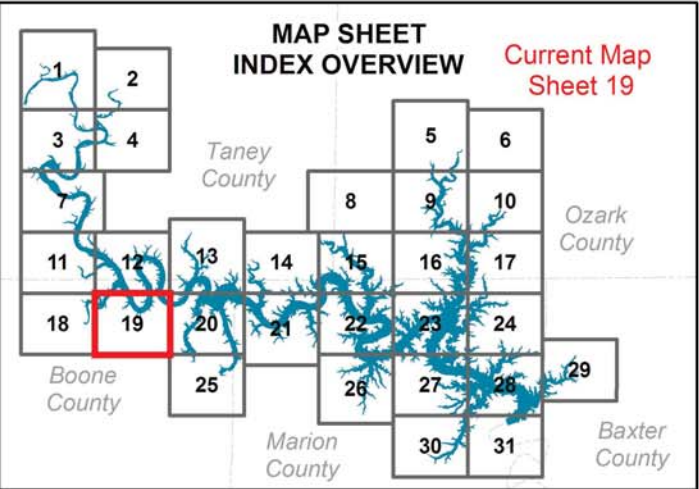 MAP SHEET
INDEX OVERVIEW
Current Map
Sheet 19
1
2
3
4
5
6
Taney
County
7
8
9
10
Ozark
County
11
12
13
14
15
16
17
18
19
20
21
22
23
24
Boone
County
25
26
27
28
29
Marion
County
30
31
Baxter
County